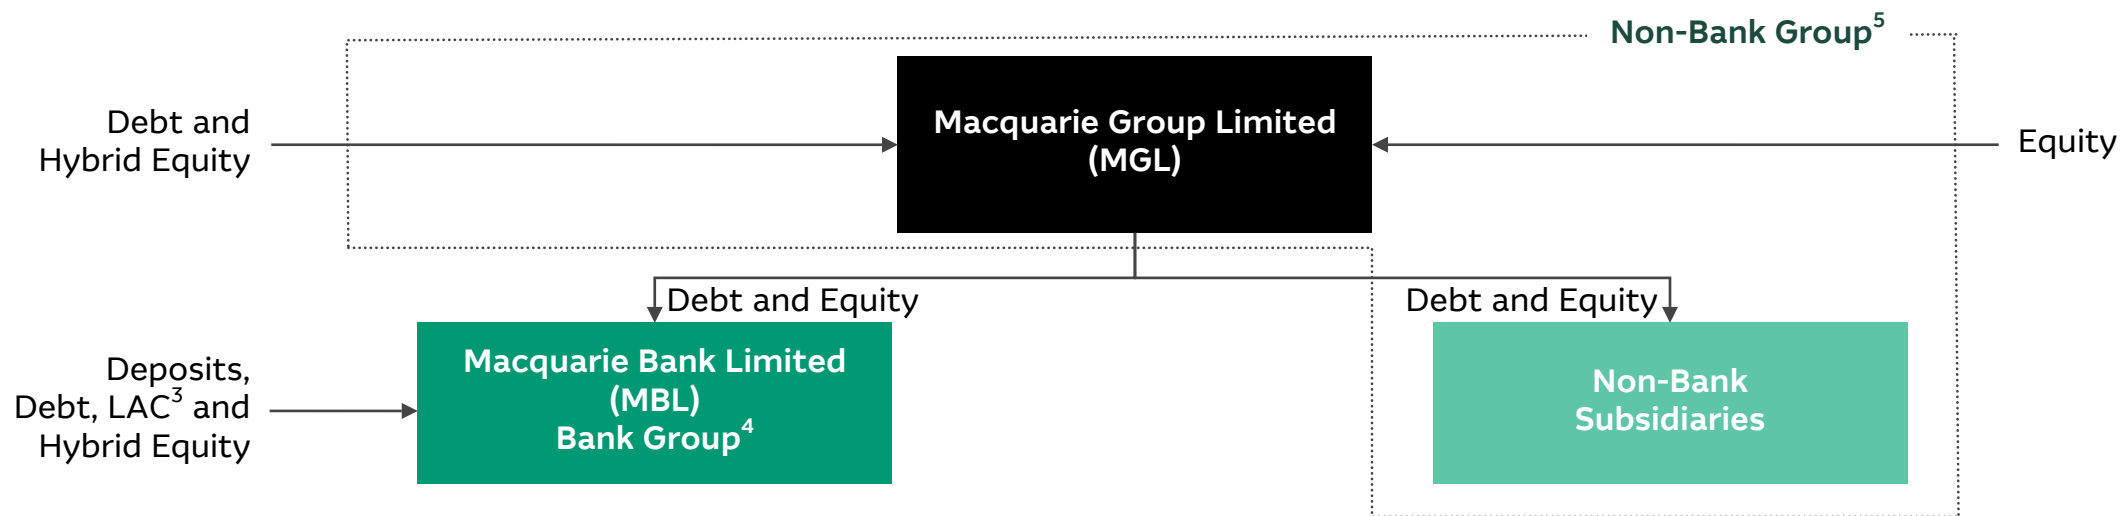 Non-Bank Group⁵
Debt and
Hybrid Equity
Macquarie Group Limited
(MGL)
Equity
Debt and Equity
Debt and Equity
Deposits,
Debt, LAC³ and
Hybrid Equity
Macquarie Bank Limited
(MBL)
Bank Group⁴
Non-Bank
Subsidiaries